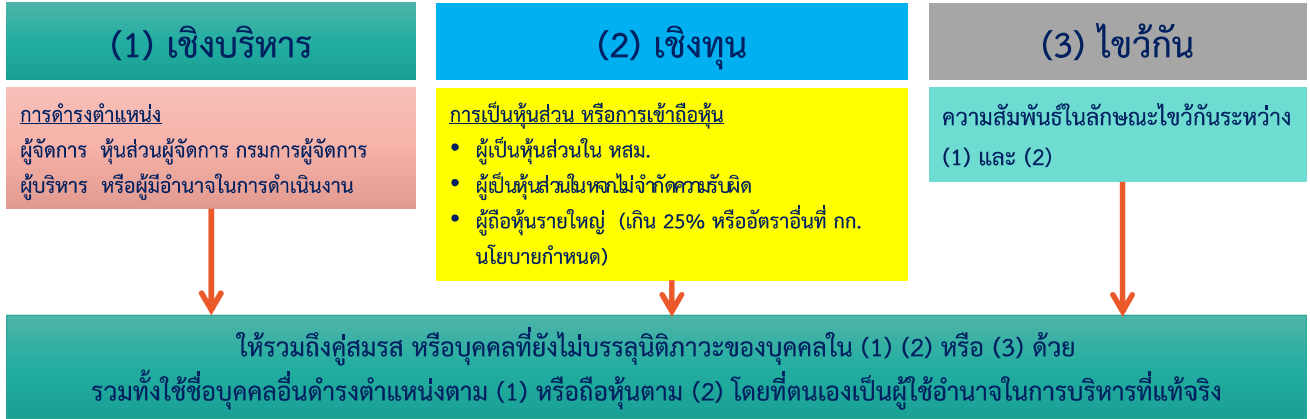 (1) เชิงบริหาร
การดำรงตำแหน่ง
ผู้จัดการ หุ้นส่วนผู้จัดการ กรมการผู้จัดการ
ผู้บริหาร หรือผู้มีอำนาจในการดำเนินงาน
(2) เชิงทุน
การเป็นหุ้นส่วน หรือการเข้าถือหุ้น
• ผู้เป็นหุ้นส่วนใน หสม.
• ผู้เป็นหุ้นส่วนในหจก.ไม่จำกัดความรับผิด
• ผู้ถือหุ้นรายใหญ่ (เกิน 25% หรืออัตราอื่นที่ กก.
นโยบายกำหนด)
(3) ไขว้กัน
ความสัมพันธ์ในลักษณะไขว้กันระหว่าง
(1) และ (2)
ให้รวมถึงคู่สมรส หรือบุคคลที่ยังไม่บรรลุนิติภาวะของบุคคลใน (1) (2) หรือ (3) ด้วย
รวมทั้งใช้ชื่อบุคคลอื่นดำรงตำแหน่งตาม (1) หรือถือหุ้นตาม (2) โดยที่ตนเองเป็นผู้ใช้อำนาจในการบริหารที่แท้จริง